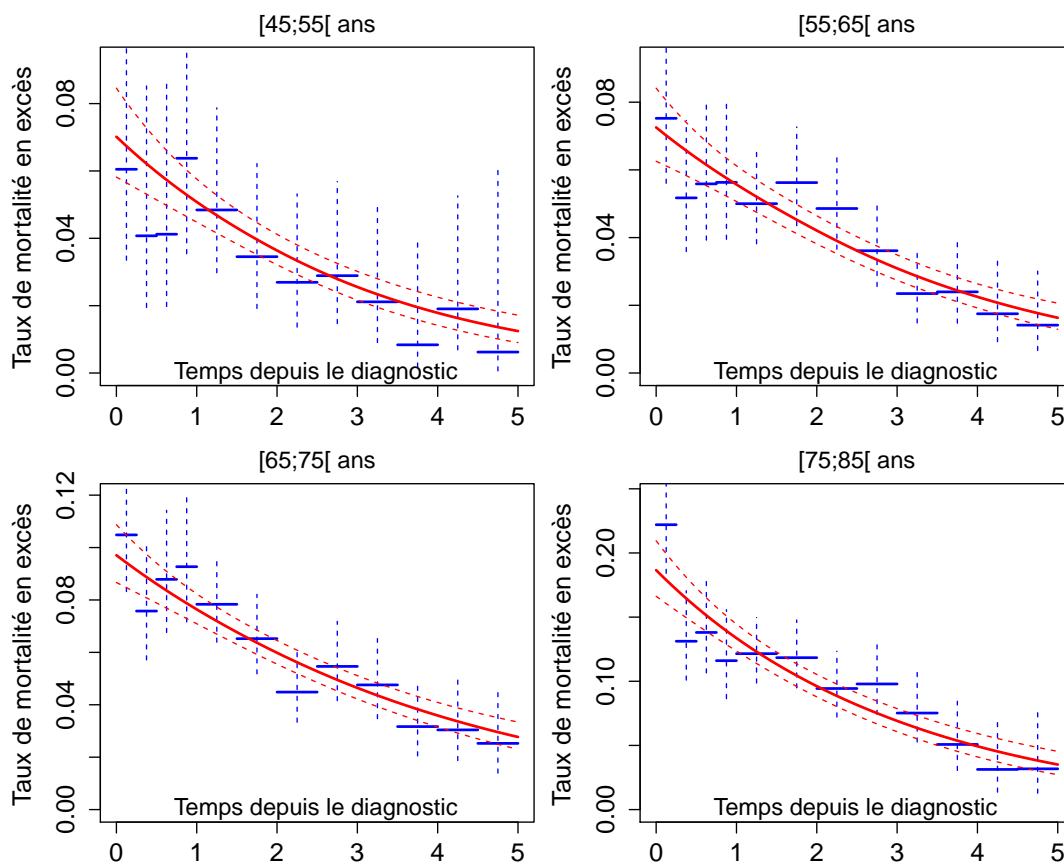 [45;55[ ans
Taux de mortalité en excès
0.00 0.04 0.08
Temps depuis le diagnostic
0 1 2 3 4 5
[55;65[ ans
Taux de mortalité en excès
0.00 0.04 0.08
Temps depuis le diagnostic
0 1 2 3 4 5
[65;75[ ans
Taux de mortalité en excès
0.00 0.04 0.08 0.12
Temps depuis le diagnostic
0 1 2 3 4 5
[75;85[ ans
Taux de mortalité en excès
0.00 0.10 0.20
Temps depuis le diagnostic
0 1 2 3 4 5